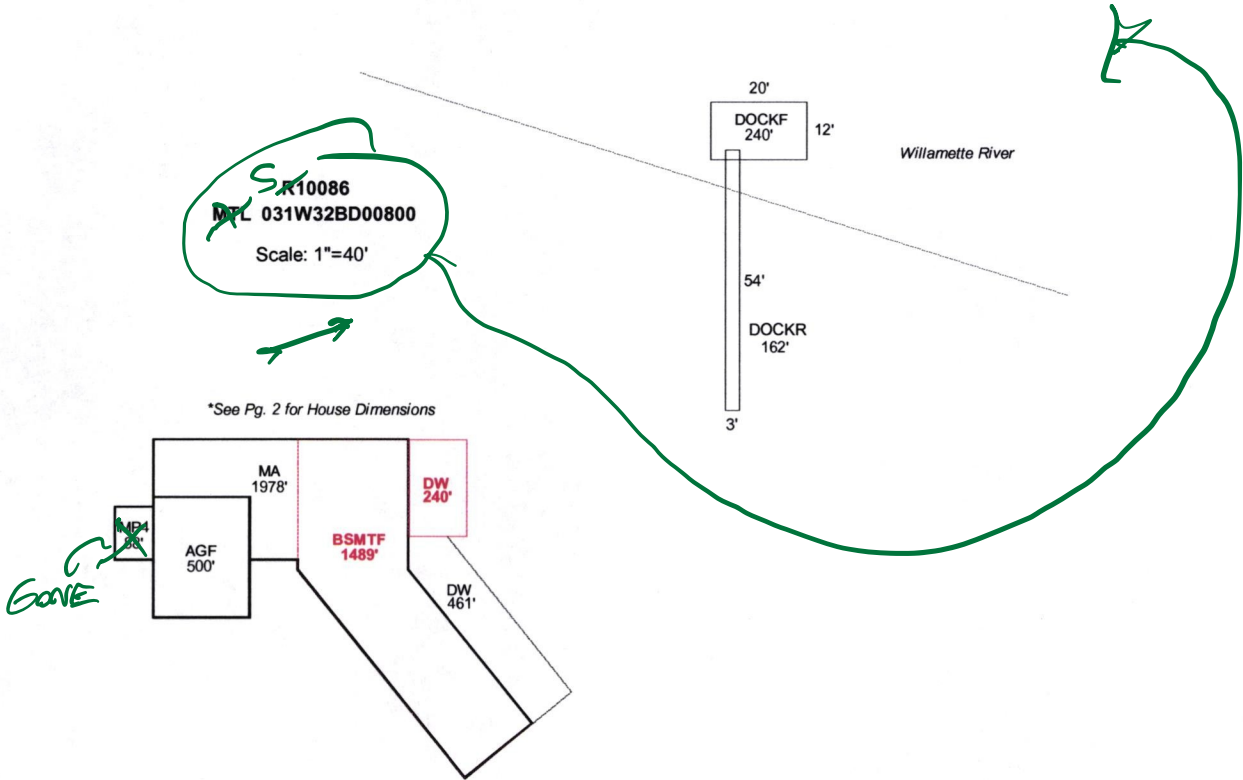 20'
DOCKF
240'
12'
Willamette River
S
R10086
MTL 031W32BD00800
Scale: 1"=40'
54'
DOCKR
162'
3'
*See Pg. 2 for House Dimensions
MA
1978'
DW
240'
BSMTF
1489'
AGF
500'
DW
461'
GONE